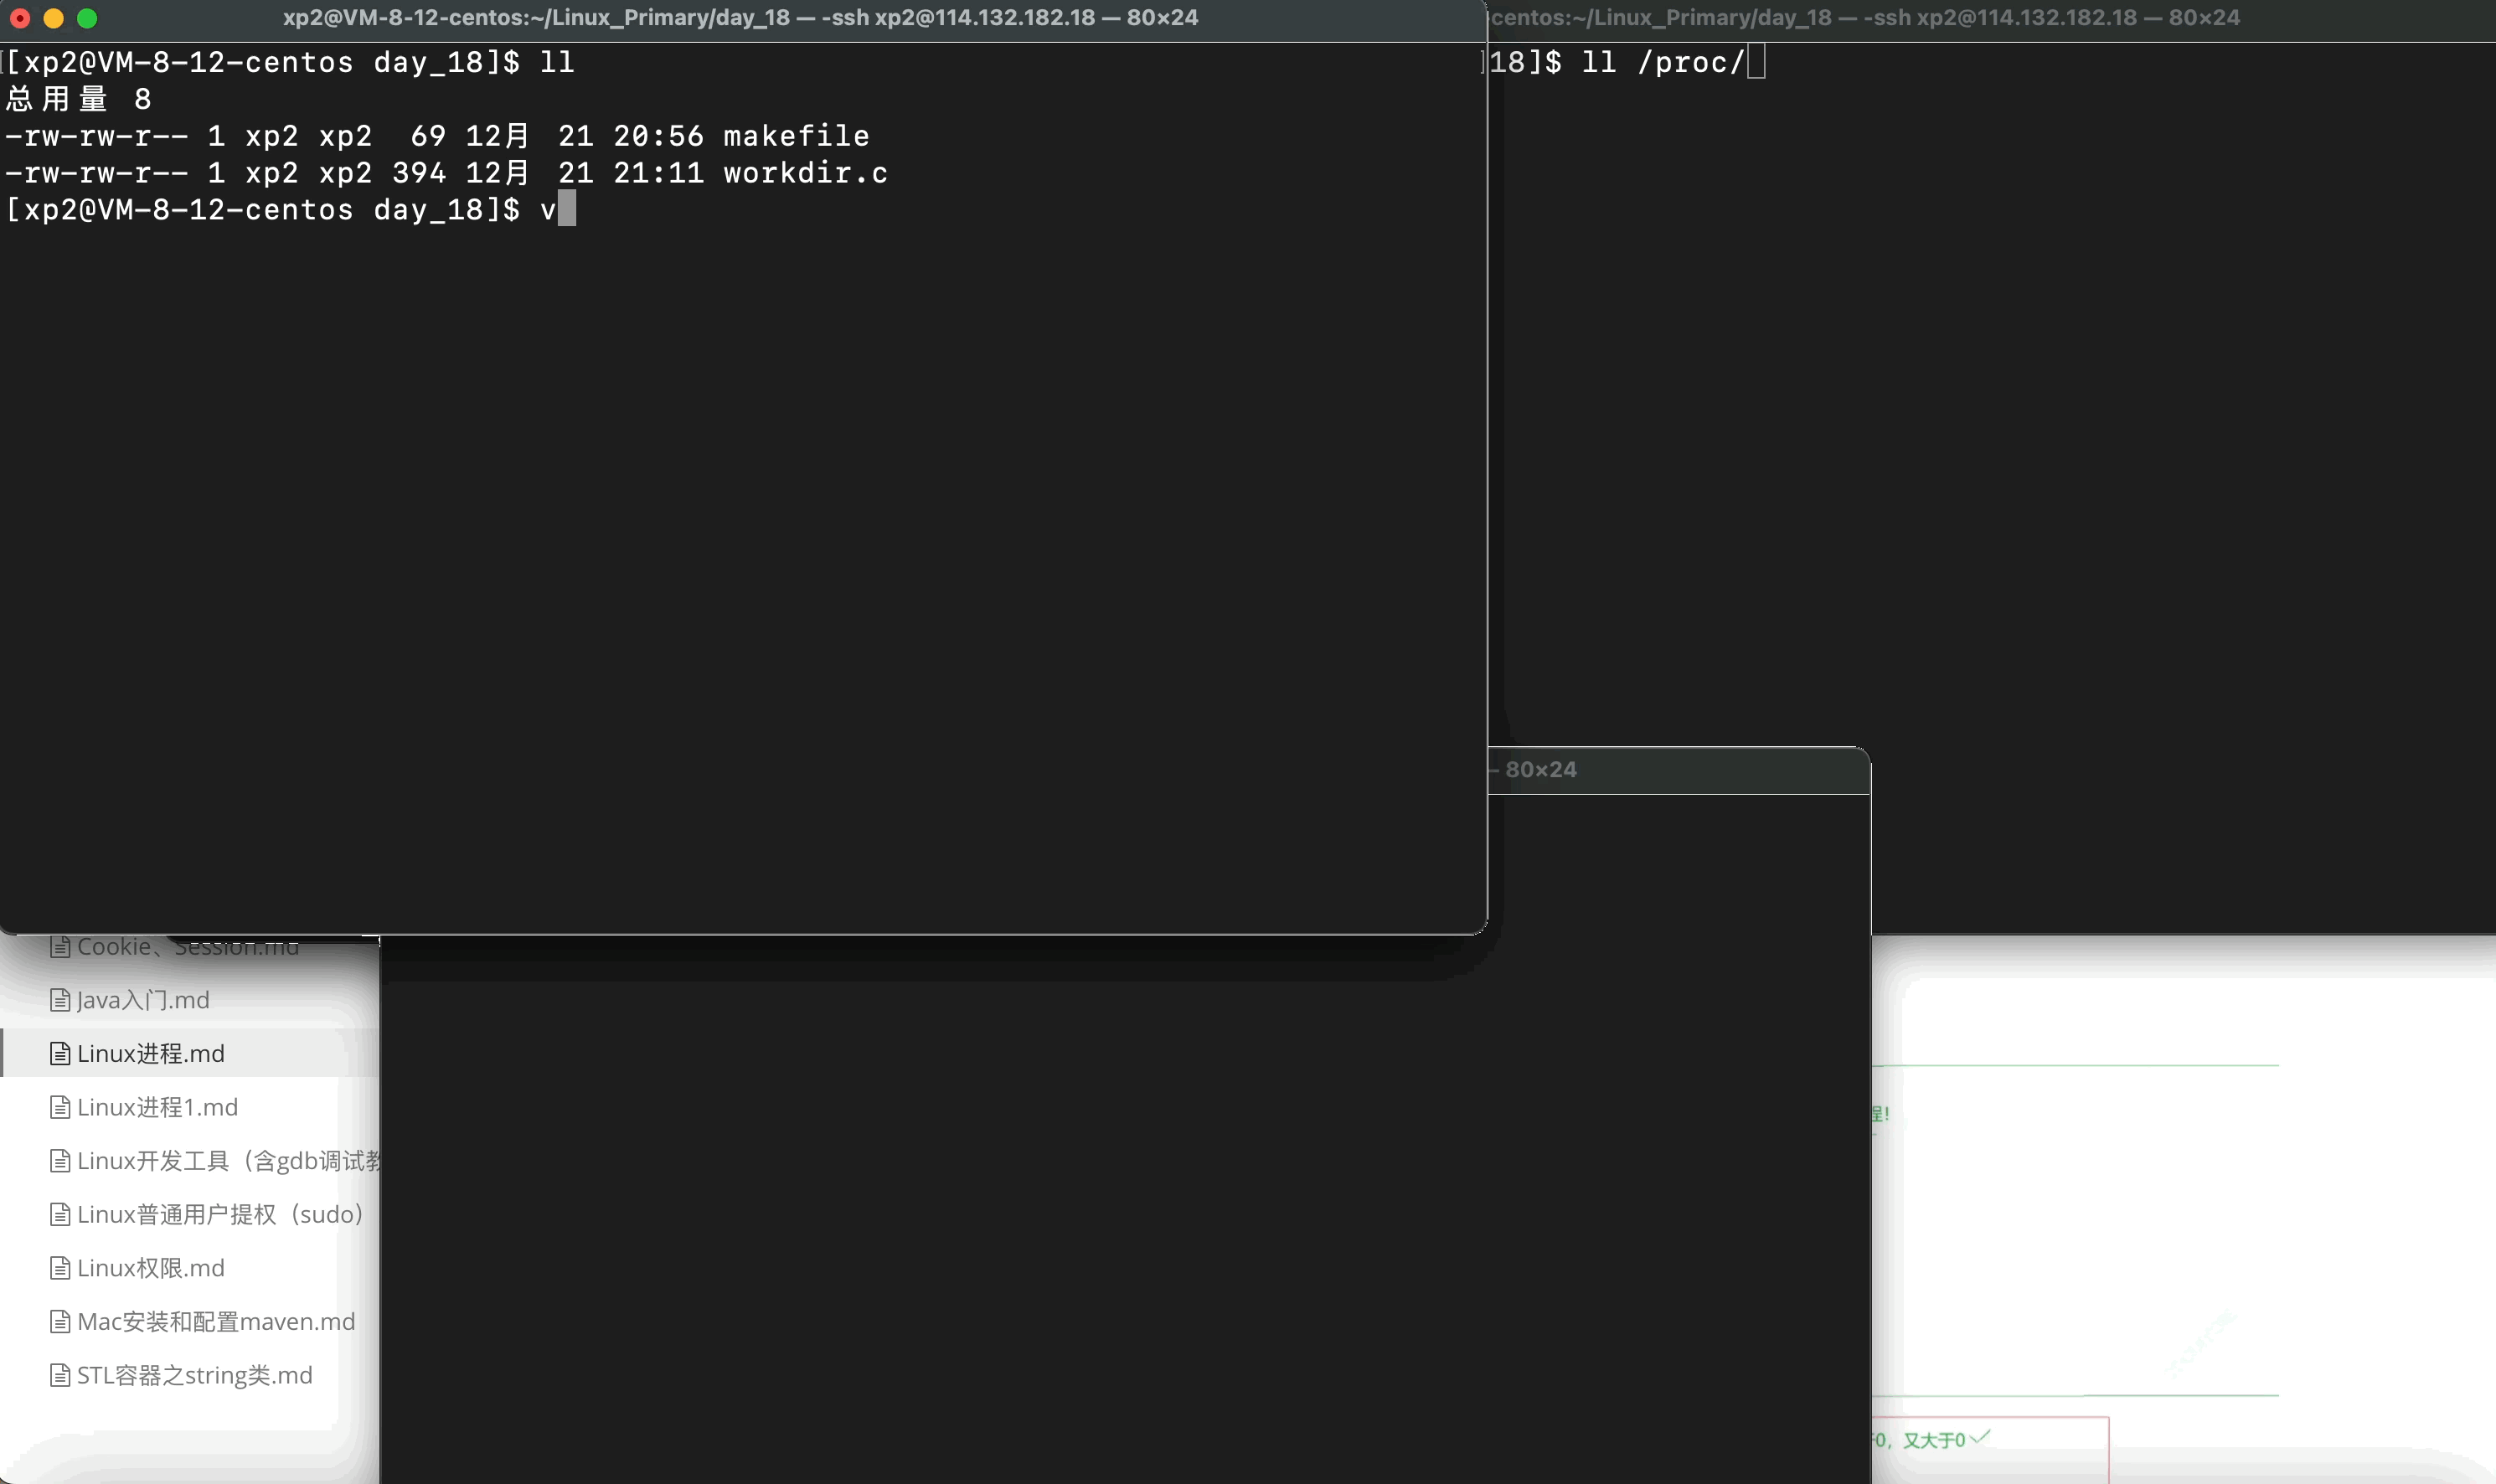 xp2@VM-8-12-centos:~/Linux_Primary/day_18 — -ssh xp2@114.132.182.18 — 80×24
[xp2@VM-8-12-centos day_18]$ ll
总用量 8
-rw-rw-r-- 1 xp2 xp2  69 12月 21 20:56 makefile
-rw-rw-r-- 1 xp2 xp2 394 12月 21 21:11 workdir.c
[xp2@VM-8-12-centos day_18]$ v
centos:~/Linux_Primary/day_18 — -ssh xp2@114.132.182.18 — 80×24
18]$ ll /proc/
— 80×24
Cookie、Session.md
Java入门.md
Linux进程.md
Linux进程1.md
Linux开发工具（含gdb调试教
Linux普通用户提权（sudo）
Linux权限.md
Mac安装和配置maven.md
STL容器之string类.md
程!
0，又大于0